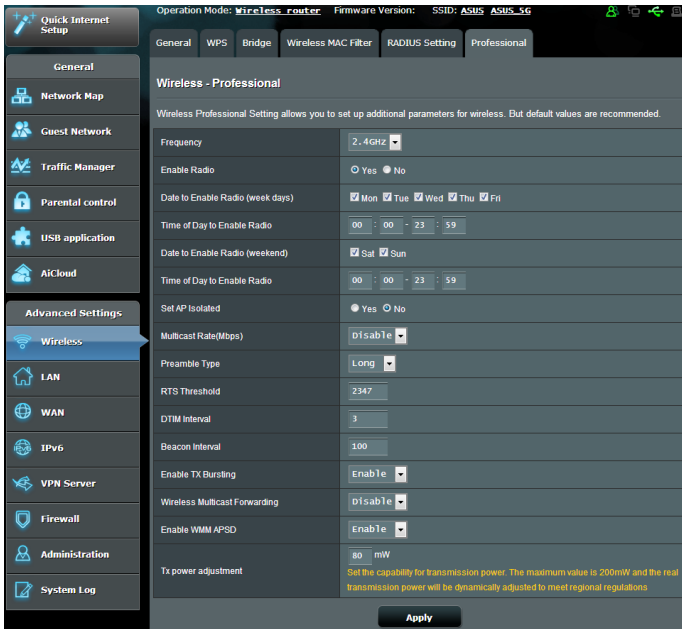 Quick Internet
Setup
Operation Mode: Wireless router Firmware Version: SSID: ASUS ASUS_5G
General WPS Bridge Wireless MAC Filter RADIUS Setting Professional
General
Network Map
Guest Network
Traffic Manager
Parental control
USB application
AiCloud
Advanced Settings
Wireless
LAN
WAN
IPv6
VPN Server
Firewall
Administration
System Log
Wireless - Professional
Wireless Professional Setting allows you to set up additional parameters for wireless. But default values are recommended.
Frequency 2.4GHz
Enable Radio Yes No
Date to Enable Radio (week days) Mon Tue Wed Thu Fri
Time of Day to Enable Radio 00 : 00 - 23 : 59
Date to Enable Radio (weekend) Sat Sun
Time of Day to Enable Radio 00 : 00 - 23 : 59
Set AP Isolated Yes No
Multicast Rate(Mbps) Disable
Preamble Type Long
RTS Threshold 2347
DTIM Interval 3
Beacon Interval 100
Enable TX Bursting Enable
Wireless Multicast Forwarding Disable
Enable WMM APSD Enable
Tx power adjustment 80 mW
Set the capability for transmission power. The maximum value is 200mW and the real
transmission power will be dynamically adjusted to meet regional regulations
Apply